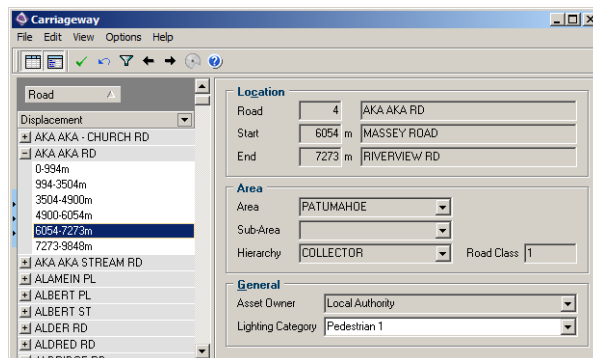 Carriageway
File Edit View Options Help
Road
Displacement
AKA AKA - CHURCH RD
AKA AKA RD
0-994m
994-3504m
3504-4900m
4900-6054m
6054-7273m
7273-9848m
AKA AKA STREAM RD
ALAMEIN PL
ALBERT PL
ALBERT ST
ALDER RD
ALDRED RD
Location
Road 4 AKA AKA RD
Start 6054 m MASSEY ROAD
End 7273 m RIVERVIEW RD
Area
Area PATUMAHOE
Sub-Area
Hierarchy COLLECTOR Road Class 1
General
Asset Owner Local Authority
Lighting Category Pedestrian 1